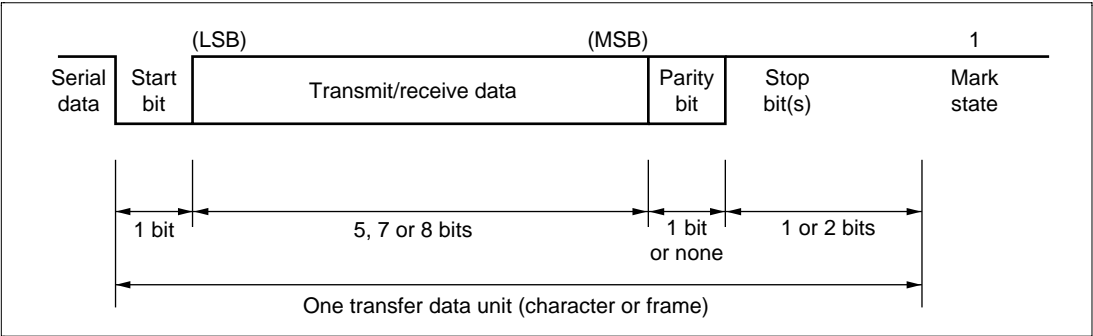 (LSB) (MSB) 1
Serial data
Start bit
Transmit/receive data
Parity bit
Stop bit(s)
Mark state
1 bit
5, 7 or 8 bits
1 bit or none
1 or 2 bits
One transfer data unit (character or frame)